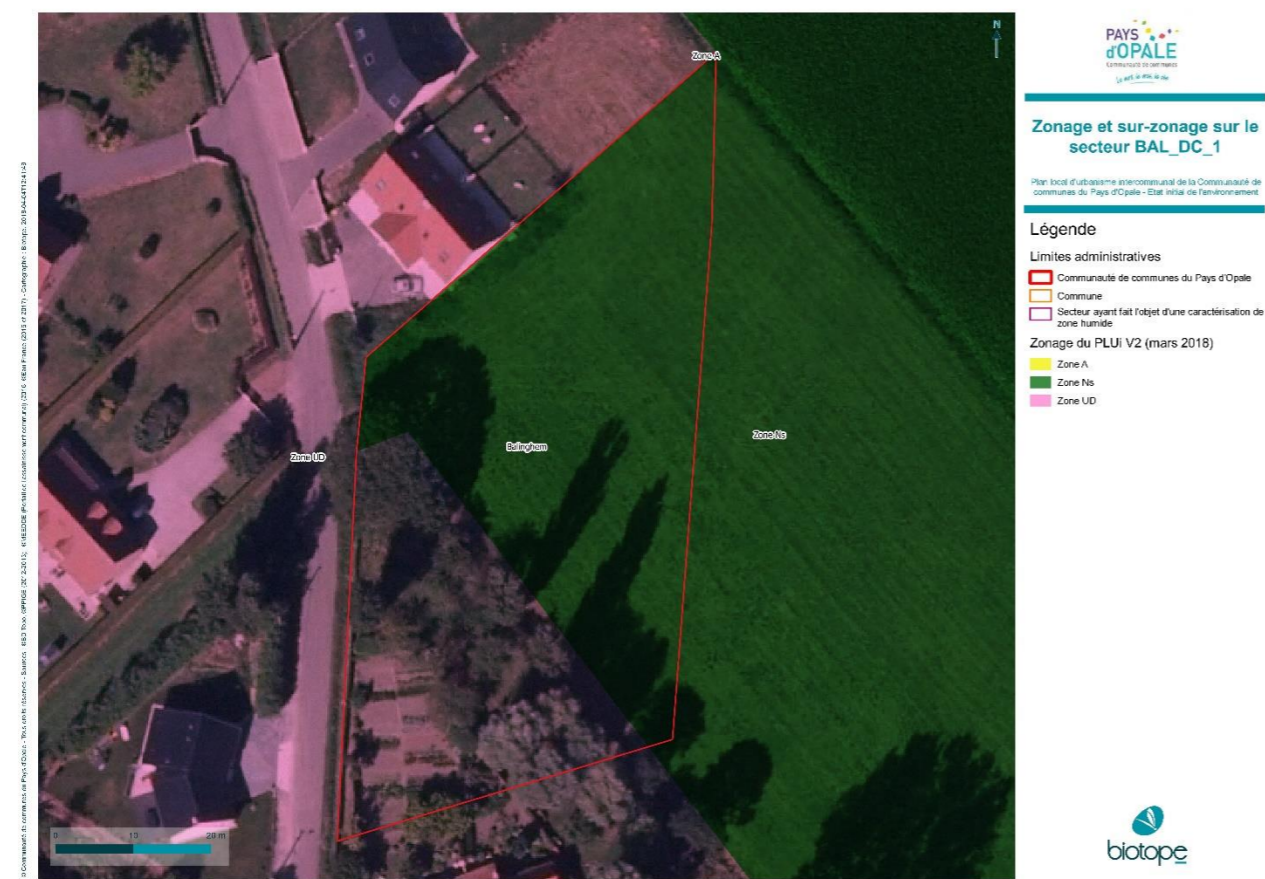 N
Zone A
Zone Ns
Balinghem
Zone UD
0 10 20 m
PAYS
d'OPALE
Communauté de communes
Zonage et sur-zonage sur le
secteur BAL_DC_1
Plan local d'urbanisme intercommunal de la Communauté de
communes du Pays d'Opale - Etat initial de l'environnement
Légende
Limites administratives
Communauté de communes du Pays d'Opale
Commune
Secteur ayant fait l'objet d'une caractérisation de
zone humide
Zonage du PLUi V2 (mars 2018)
Zone A
Zone Ns
Zone UD
biotope